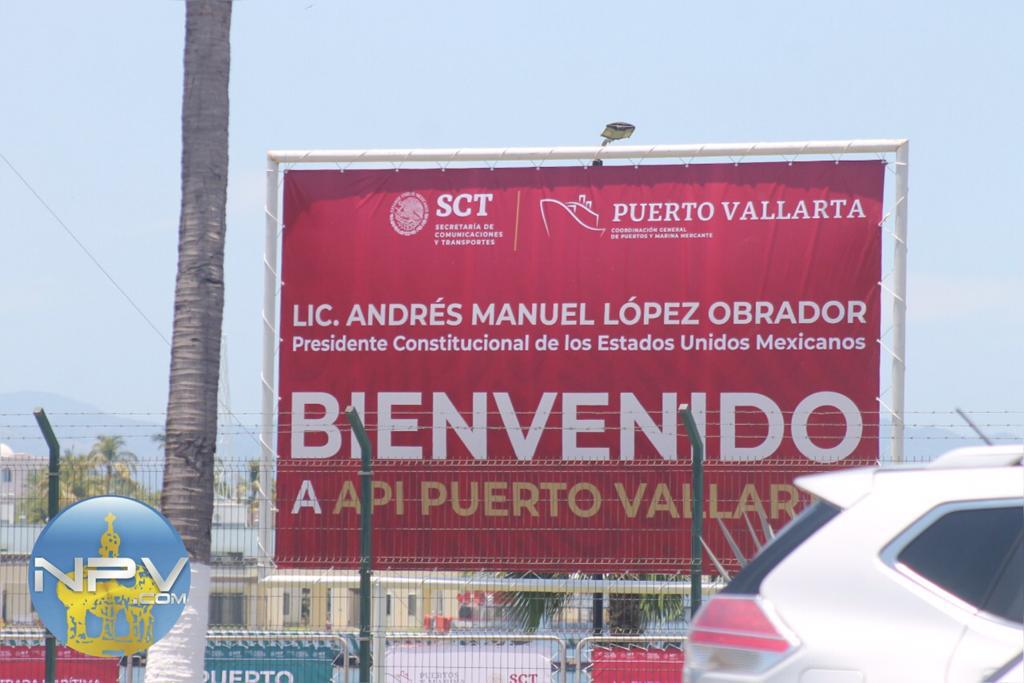 SCT
SECRETARÍA DE
COMUNICACIONES
Y TRANSPORTES
PUERTO VALLARTA
COORDINACIÓN GENERAL
DE PUERTOS Y MARINA MERCANTE
LIC. ANDRÉS MANUEL LÓPEZ OBRADOR
Presidente Constitucional de los Estados Unidos Mexicanos
BIENVENIDO
A API PUERTO VALLAR
NPV
.COM
PUERTO
PUERTOS
SCT